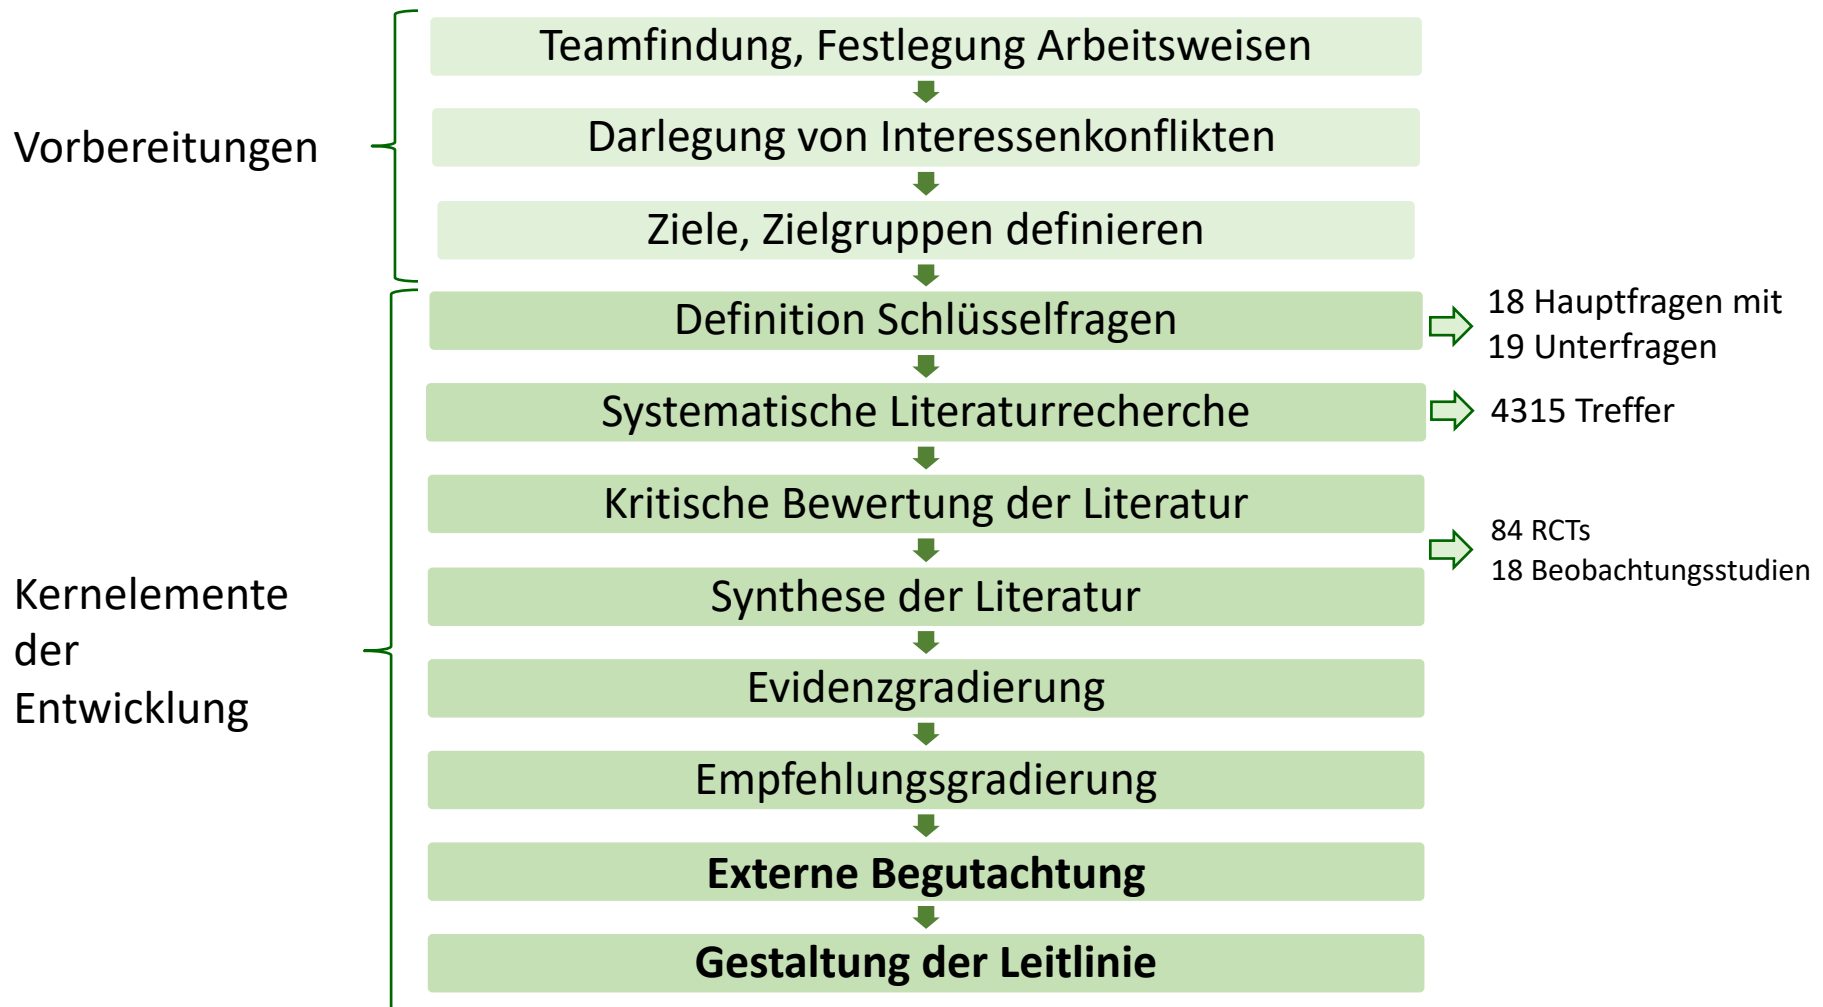 Teamfindung, Festlegung Arbeitsweisen
Vorbereitungen
Darlegung von Interessenkonflikten
Ziele, Zielgruppen definieren
Definition Schlüsselfragen
18 Hauptfragen mit
19 Unterfragen
Systematische Literaturrecherche
4315 Treffer
Kritische Bewertung der Literatur
84 RCTs
18 Beobachtungsstudien
Kernelemente
der
Entwicklung
Synthese der Literatur
Evidenzgradierung
Empfehlungsgradierung
Externe Begutachtung
Gestaltung der Leitlinie